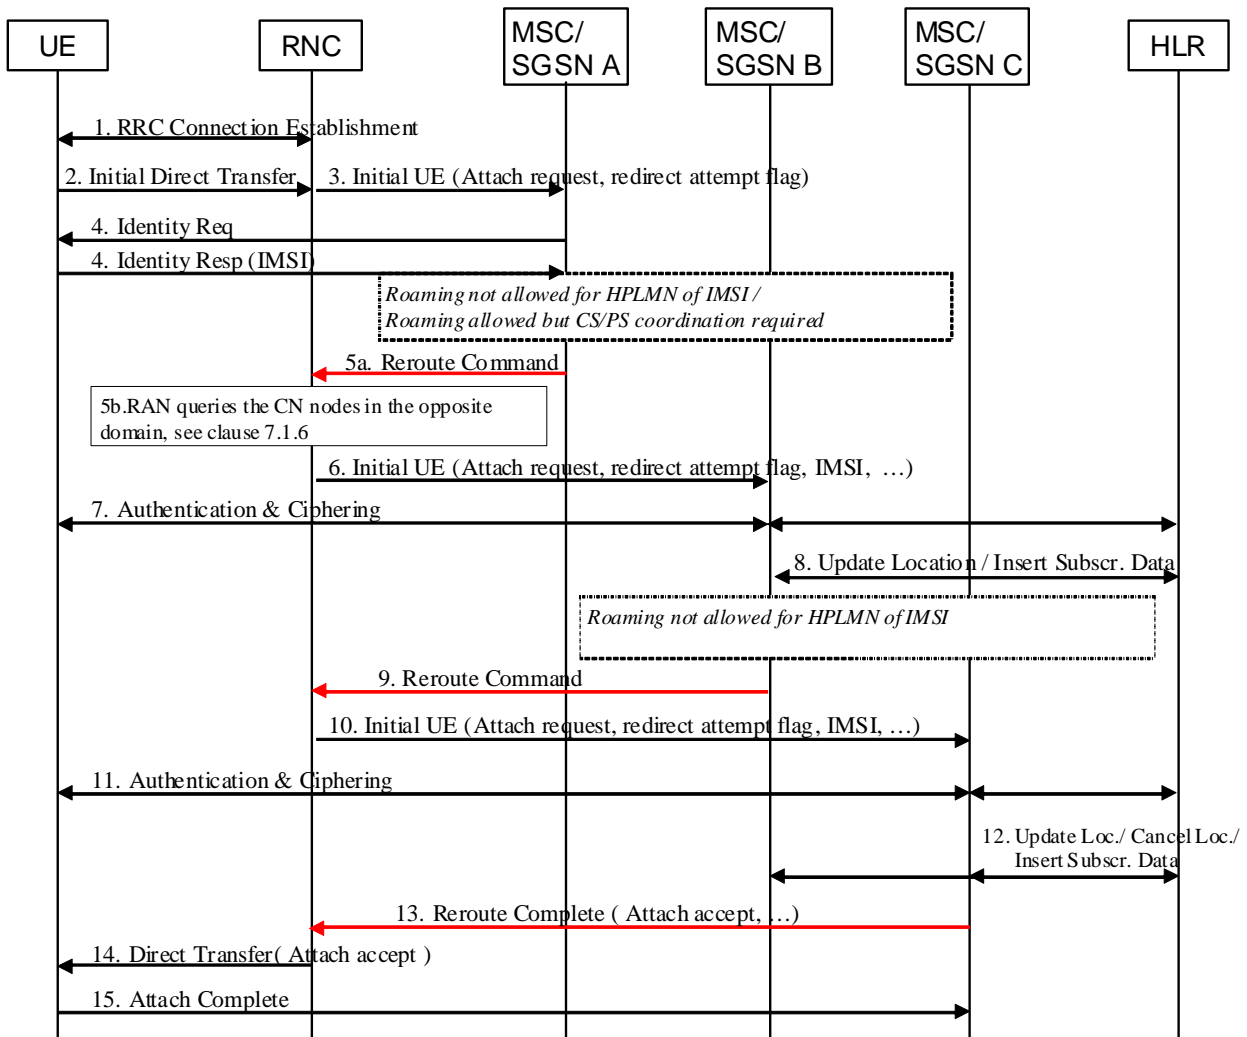 UE
RNC
MSC/
SGSN A
MSC/
SGSN B
MSC/
SGSN C
HLR
1. RRC Connection Establishment
2. Initial Direct Transfer
3. Initial UE (Attach request, redirect attempt flag)
4. Identity Req
4. Identity Resp (IMSI)
Roaming not allowed for HPLMN of IMSI /
Roaming allowed but CS/PS coordination required
5a. Reroute Command
5b.RAN queries the CN nodes in the opposite
domain, see clause 7.1.6
6. Initial UE (Attach request, redirect attempt flag, IMSI, …)
7. Authentication & Ciphering
8. Update Location / Insert Subscr. Data
Roaming not allowed for HPLMN of IMSI
9. Reroute Command
10. Initial UE (Attach request, redirect attempt flag, IMSI, …)
11. Authentication & Ciphering
12. Update Loc./ Cancel Loc./
Insert Subscr. Data
13. Reroute Complete ( Attach accept, …)
14. Direct Transfer( Attach accept )
15. Attach Complete